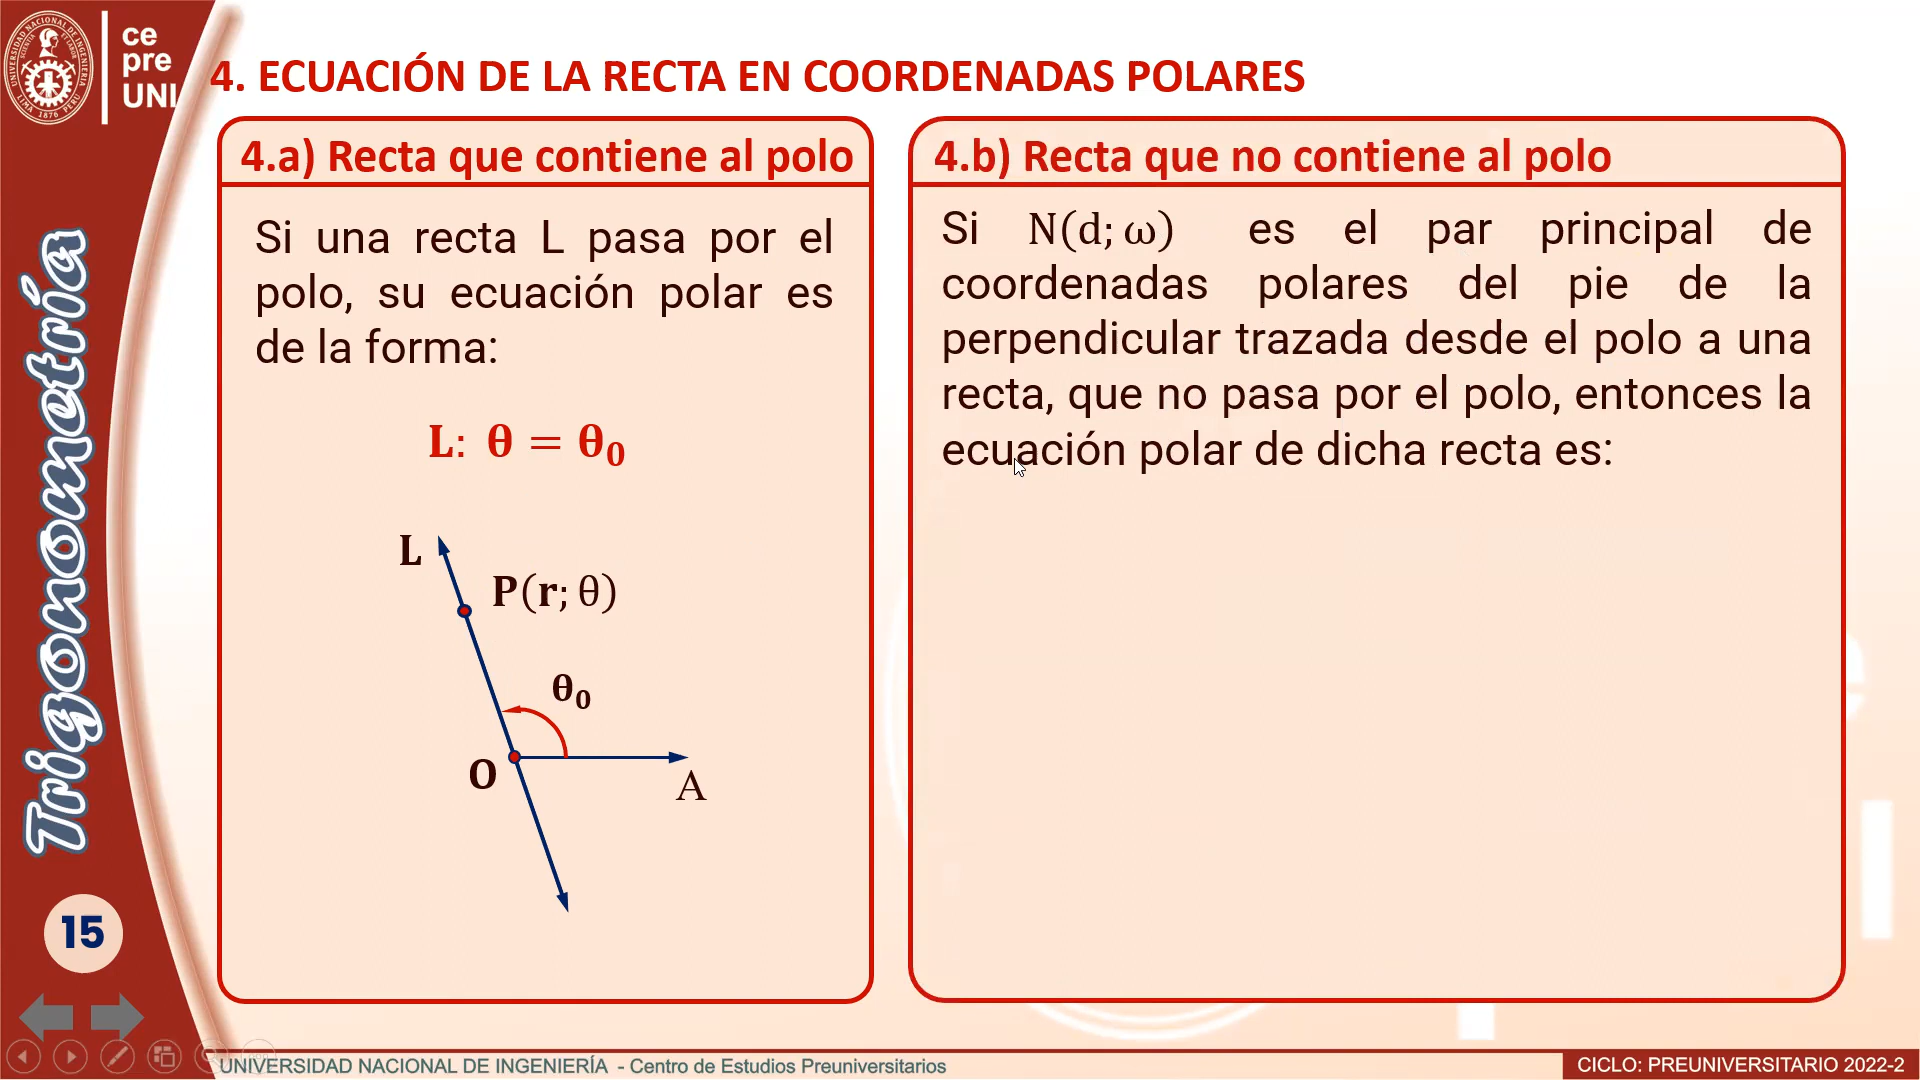 ce
pre
UNI
4. ECUACIÓN DE LA RECTA EN COORDENADAS POLARES
4.a) Recta que contiene al polo
Si una recta L pasa por el
polo, su ecuación polar es
de la forma:
L: θ = θ₀
L
P(r; θ)
θ₀
O
A
4.b) Recta que no contiene al polo
Si N(d; ω) es el par principal de
coordenadas polares del pie de la
perpendicular trazada desde el polo a una
recta, que no pasa por el polo, entonces la
ecuación polar de dicha recta es:
Trigonometría
15
UNIVERSIDAD NACIONAL DE INGENIERÍA - Centro de Estudios Preuniversitarios
CICLO: PREUNIVERSITARIO 2022-2